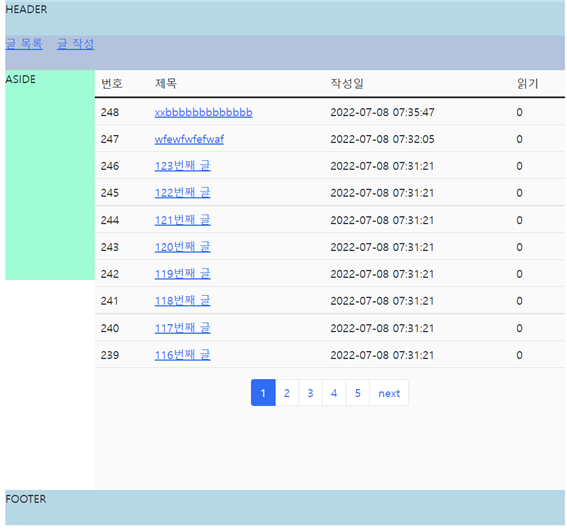 HEADER
글 목록 글 작성
ASIDE
번호 제목 작성일 읽기
248 xxbbbbbbbbbbbbb 2022-07-08 07:35:47 0
247 wfewfwfefwaf 2022-07-08 07:32:05 0
246 123번째 글 2022-07-08 07:31:21 0
245 122번째 글 2022-07-08 07:31:21 0
244 121번째 글 2022-07-08 07:31:21 0
243 120번째 글 2022-07-08 07:31:21 0
242 119번째 글 2022-07-08 07:31:21 0
241 118번째 글 2022-07-08 07:31:21 0
240 117번째 글 2022-07-08 07:31:21 0
239 116번째 글 2022-07-08 07:31:21 0
1 2 3 4 5 next
FOOTER